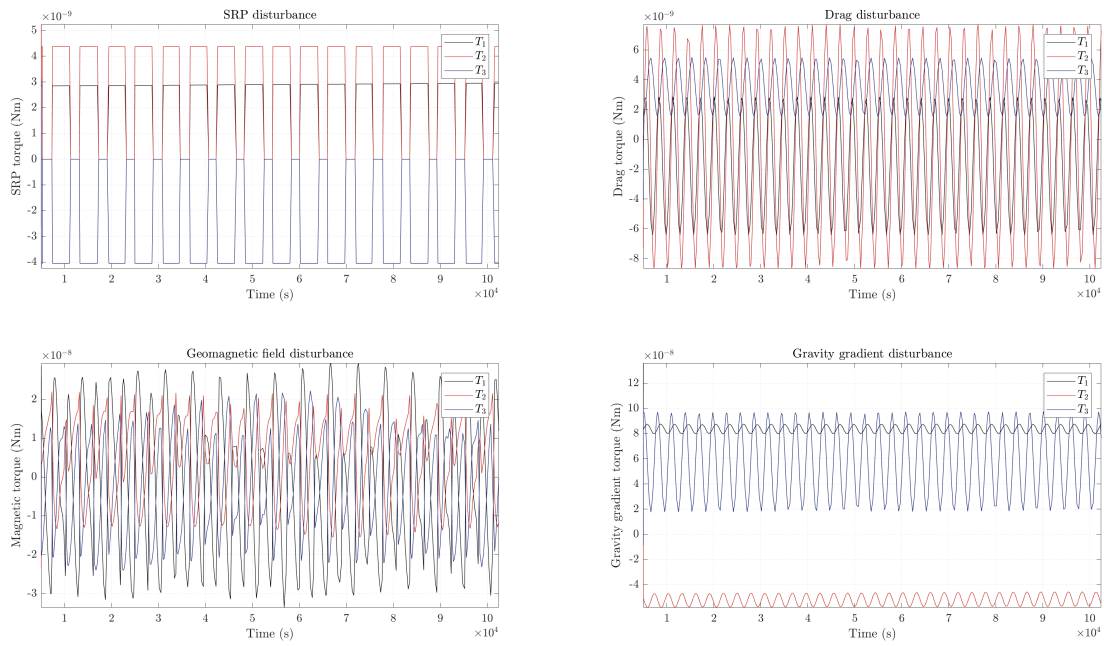 SRP disturbance
×10⁻⁹
5
4
3
2
1
0
-1
-2
-3
-4
SRP torque (Nm)
T₁
T₂
T₃
1 2 3 4 5 6 7 8 9 10
Time (s)
×10⁴
Drag disturbance
×10⁻⁹
6
4
2
0
-2
-4
-6
-8
Drag torque (Nm)
T₁
T₂
T₃
1 2 3 4 5 6 7 8 9 10
Time (s)
×10⁴
Geomagnetic field disturbance
×10⁻⁸
2
1
0
-1
-2
-3
Magnetic torque (Nm)
T₁
T₂
T₃
1 2 3 4 5 6 7 8 9 10
Time (s)
×10⁴
Gravity gradient disturbance
×10⁻⁸
12
10
8
6
4
2
0
-2
-4
Gravity gradient torque (Nm)
T₁
T₂
T₃
1 2 3 4 5 6 7 8 9 10
Time (s)
×10⁴